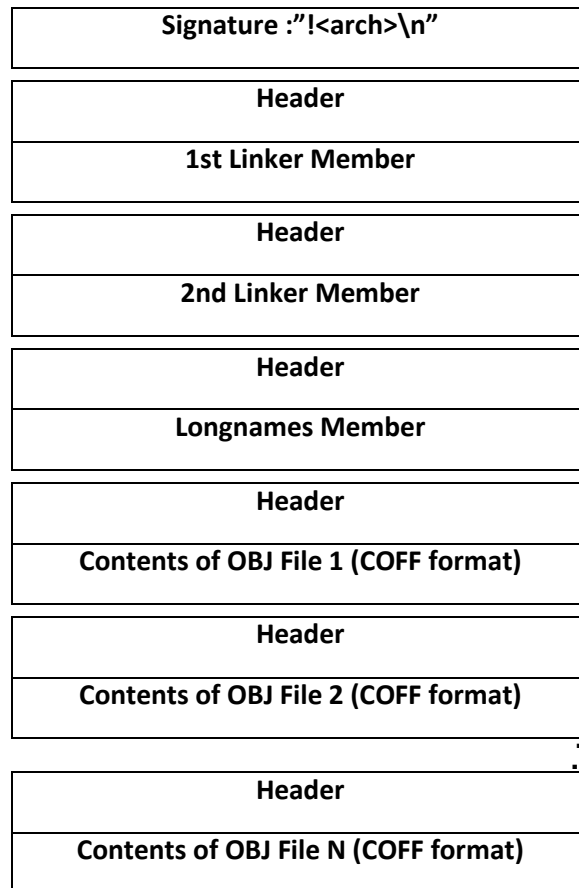 Signature :”!<arch>\n”
Header
1st Linker Member
Header
2nd Linker Member
Header
Longnames Member
Header
Contents of OBJ File 1 (COFF format)
Header
Contents of OBJ File 2 (COFF format)
Header
Contents of OBJ File N (COFF format)